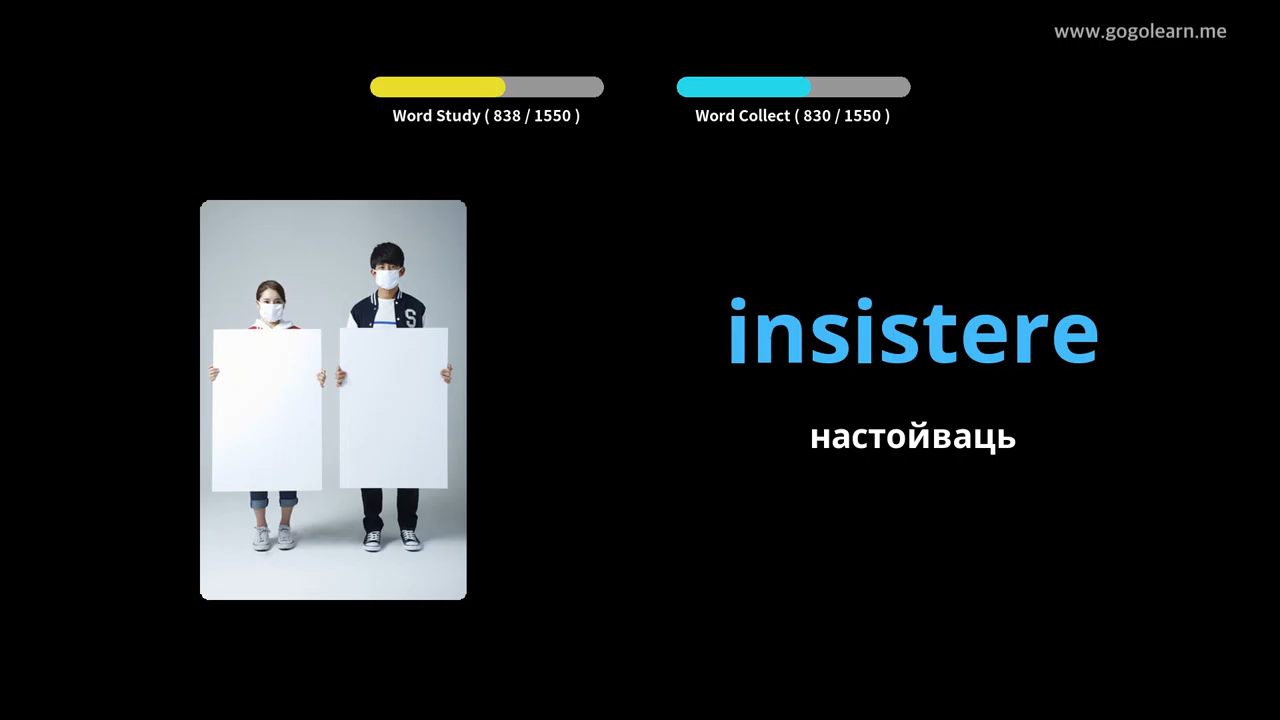 www.gogolearn.me
Word Study ( 838 / 1550 )
Word Collect ( 830 / 1550 )
S
insistere
настойваць